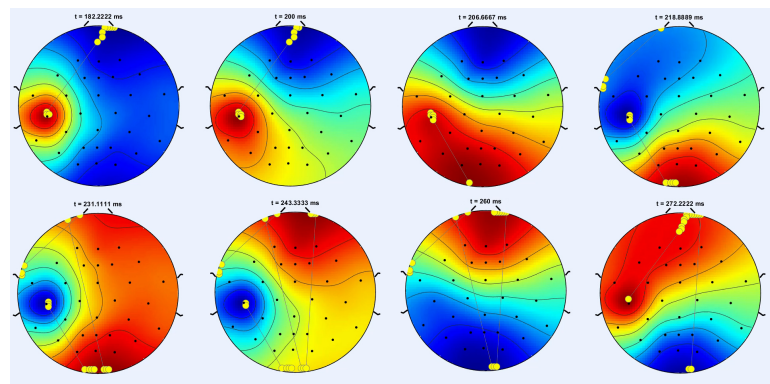 t = 182.2222 ms
t = 200 ms
t = 206.6667 ms
t = 218.8889 ms
t = 231.1111 ms
t = 243.3333 ms
t = 260 ms
t = 272.2222 ms